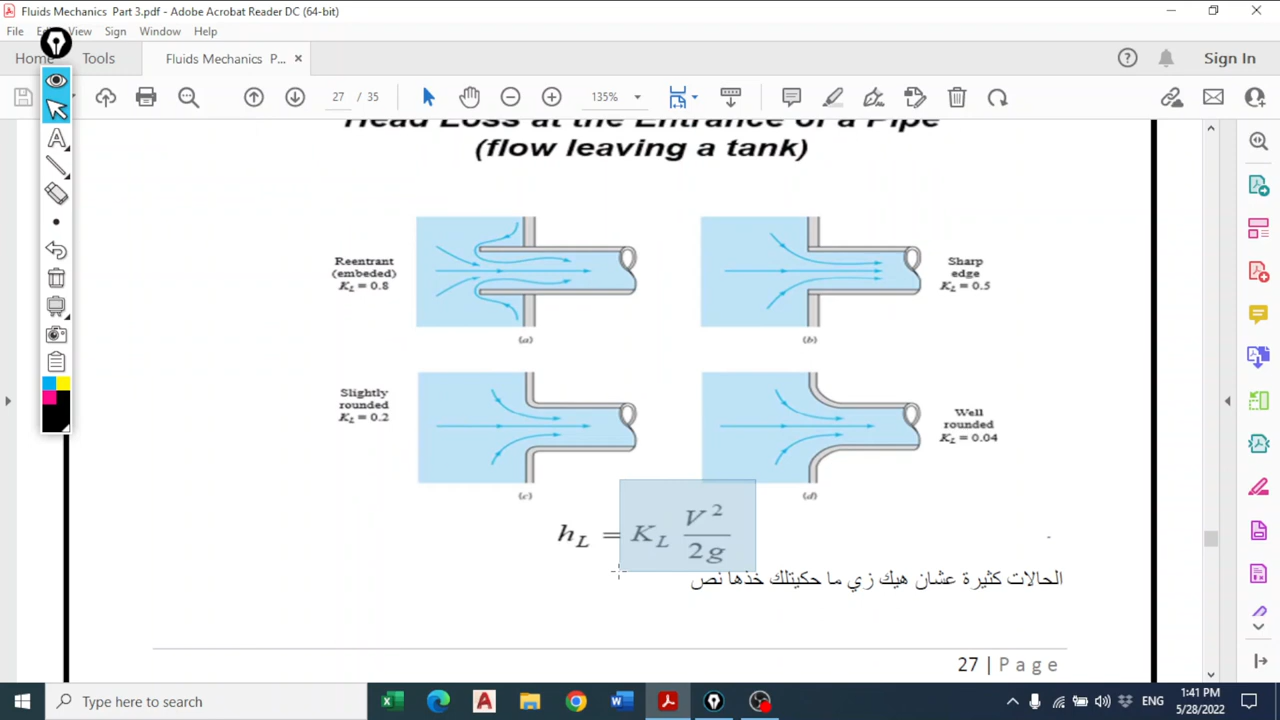 Fluids Mechanics Part 3.pdf - Adobe Acrobat Reader DC (64-bit)
File Edit View Sign Window Help
Home Tools Fluids Mechanics P... × Sign In
27 / 35 135%
Head Loss at the Entrance of a Pipe
(flow leaving a tank)
Reentrant
(embeded)
K_L = 0.8
(a)
Sharp
edge
K_L = 0.5
(b)
Slightly
rounded
K_L = 0.2
(c)
Well
rounded
K_L = 0.04
(d)
h_L = K_L V²/2g
الحالات كثيرة عشان هيك زي ما حكيتلك خذها نص
27 | Page
Type here to search
ENG
1:41 PM
5/28/2022